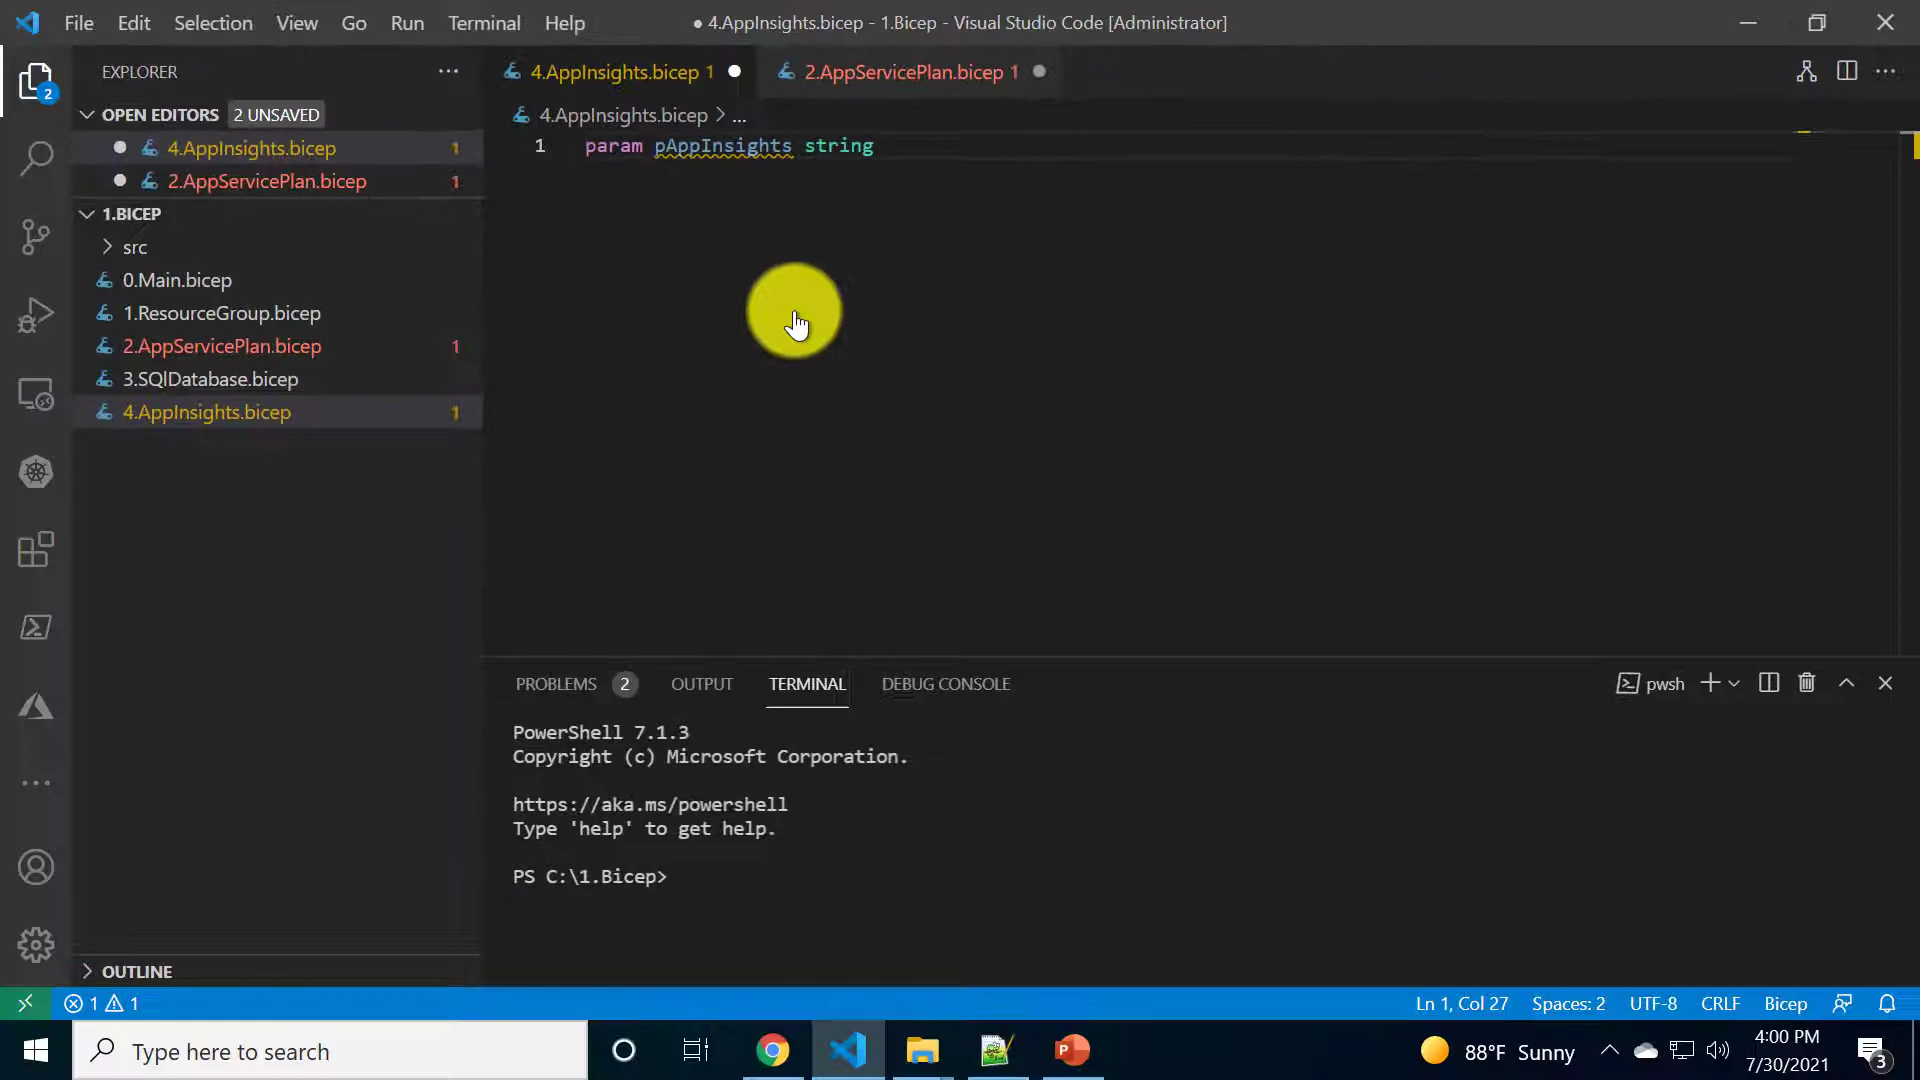 File Edit Selection View Go Run Terminal Help
● 4.AppInsights.bicep - 1.Bicep - Visual Studio Code [Administrator]
EXPLORER
4.AppInsights.bicep 1
2.AppServicePlan.bicep 1
OPEN EDITORS 2 UNSAVED
2
4.AppInsights.bicep > ...
4.AppInsights.bicep 1
1 param pAppInsights string
2.AppServicePlan.bicep 1
1.BICEP
src
0.Main.bicep
1.ResourceGroup.bicep
2.AppServicePlan.bicep 1
3.SQlDatabase.bicep
4.AppInsights.bicep 1
PROBLEMS 2 OUTPUT TERMINAL DEBUG CONSOLE
pwsh
PowerShell 7.1.3
Copyright (c) Microsoft Corporation.
https://aka.ms/powershell
Type 'help' to get help.
PS C:\1.Bicep>
OUTLINE
1 1
Ln 1, Col 27 Spaces: 2 UTF-8 CRLF Bicep
Type here to search
88°F Sunny
4:00 PM
7/30/2021
3